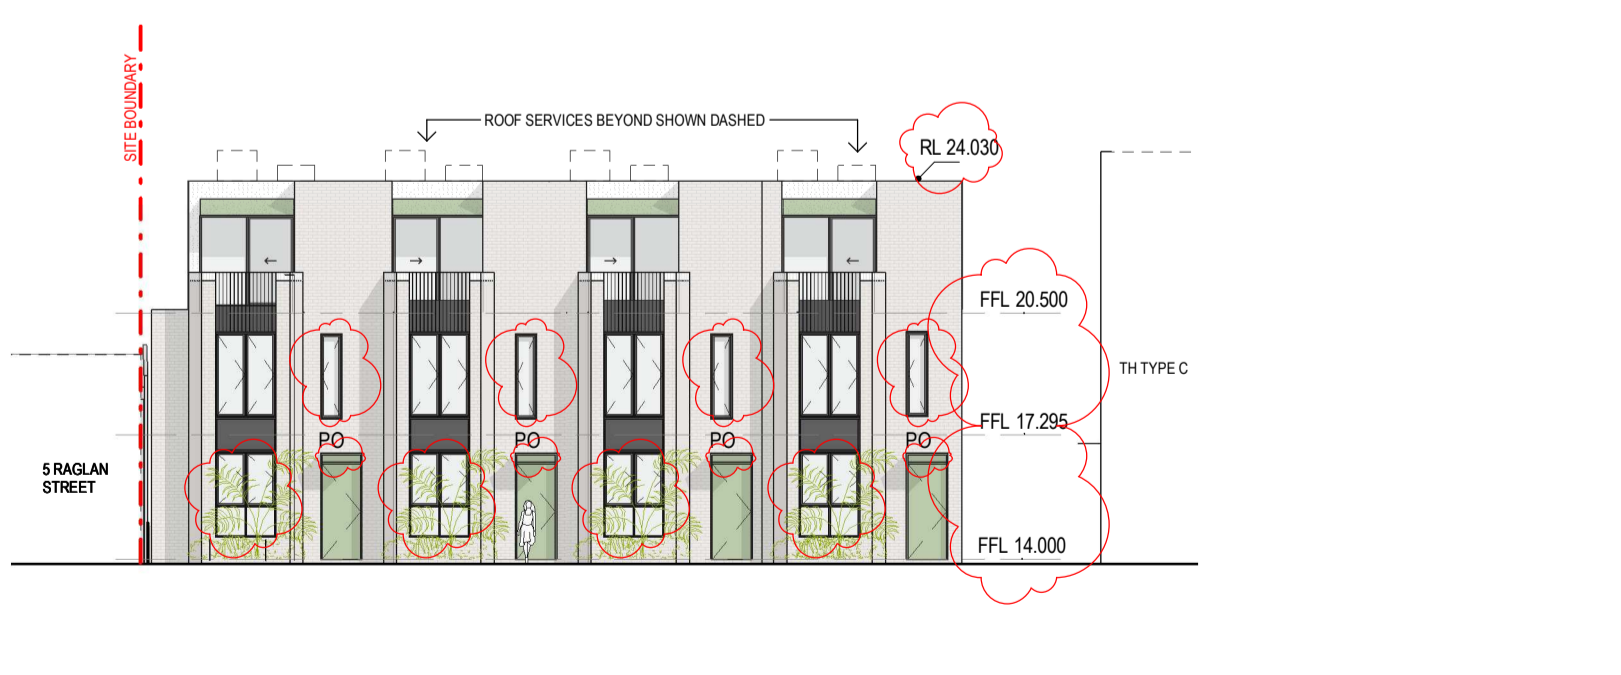 SITE BOUNDARY
ROOF SERVICES BEYOND SHOWN DASHED
RL 24.030
FFL 20.500
TH TYPE C
FFL 17.295
PO
PO
PO
PO
5 RAGLAN
STREET
FFL 14.000